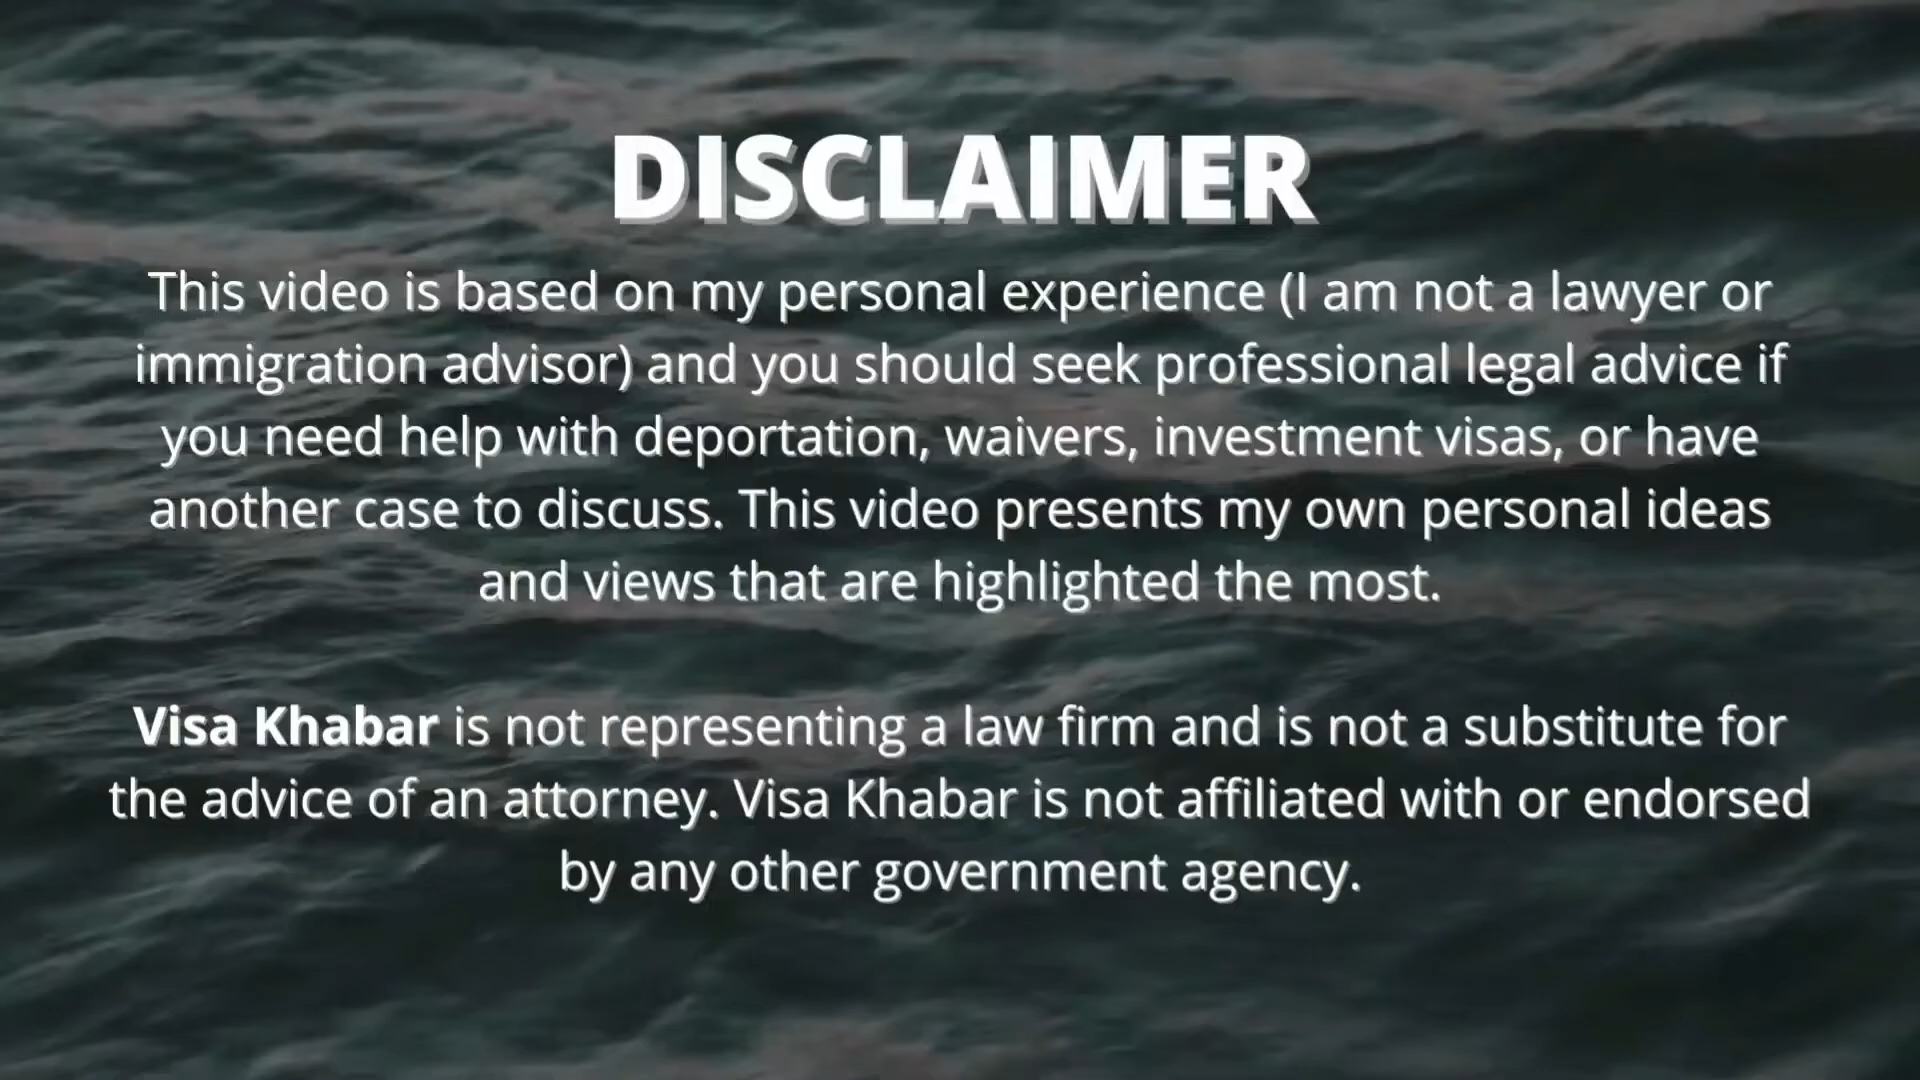 DISCLAIMER
This video is based on my personal experience (I am not a lawyer or
immigration advisor) and you should seek professional legal advice if
you need help with deportation, waivers, investment visas, or have
another case to discuss. This video presents my own personal ideas
and views that are highlighted the most.
Visa Khabar is not representing a law firm and is not a substitute for
the advice of an attorney. Visa Khabar is not affiliated with or endorsed
by any other government agency.